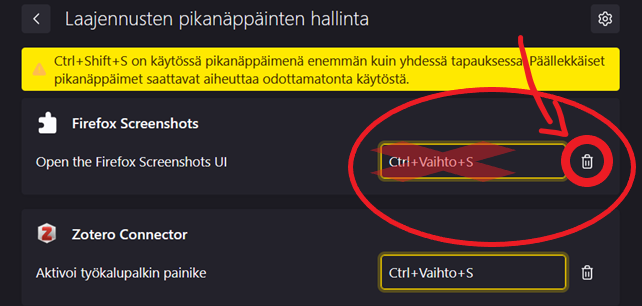 Laajennusten pikanäppäinten hallinta
Ctrl+Shift+S on käytössä pikanäppäimenä enemmän kuin yhdessä tapauksessa. Päällekkäiset
pikanäppäimet saattavat aiheuttaa odottamatonta käytöstä.
Firefox Screenshots
Open the Firefox Screenshots UI
Ctrl+Vaihto+S
Zotero Connector
Aktivoi työkalupalkin painike
Ctrl+Vaihto+S